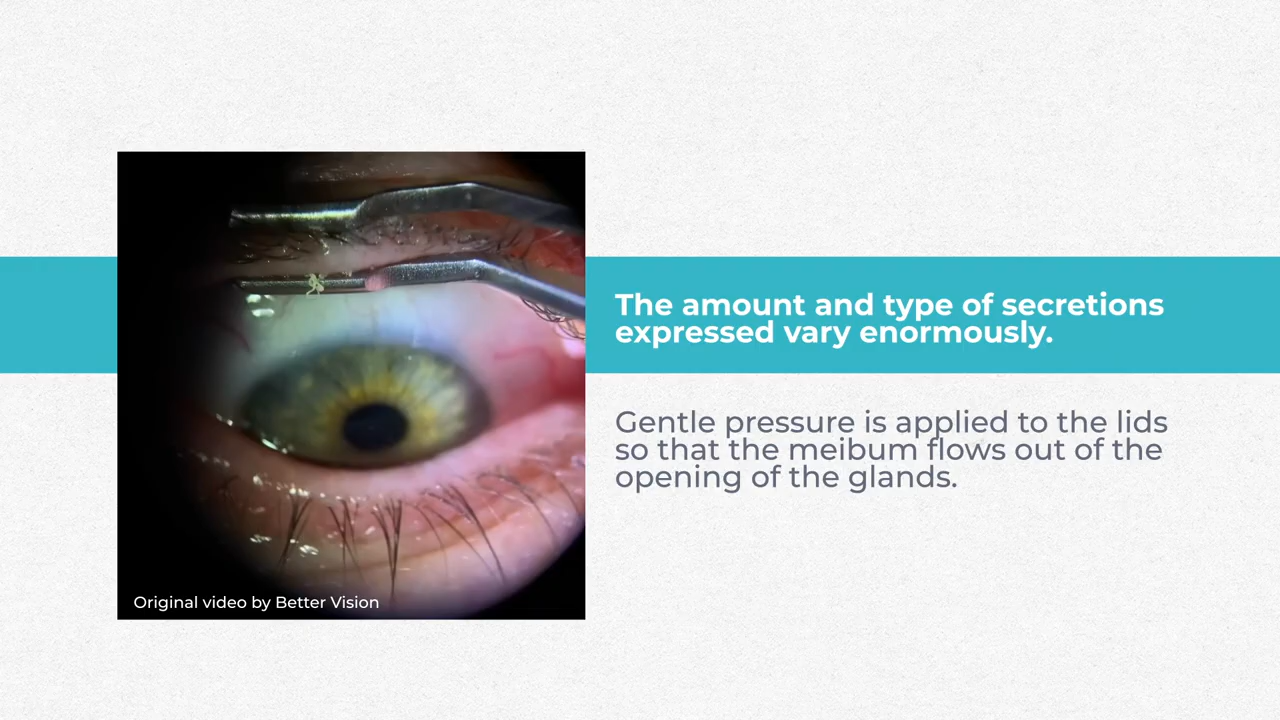 The amount and type of secretions
expressed vary enormously.
Gentle pressure is applied to the lids
so that the meibum flows out of the
opening of the glands.
Original video by Better Vision